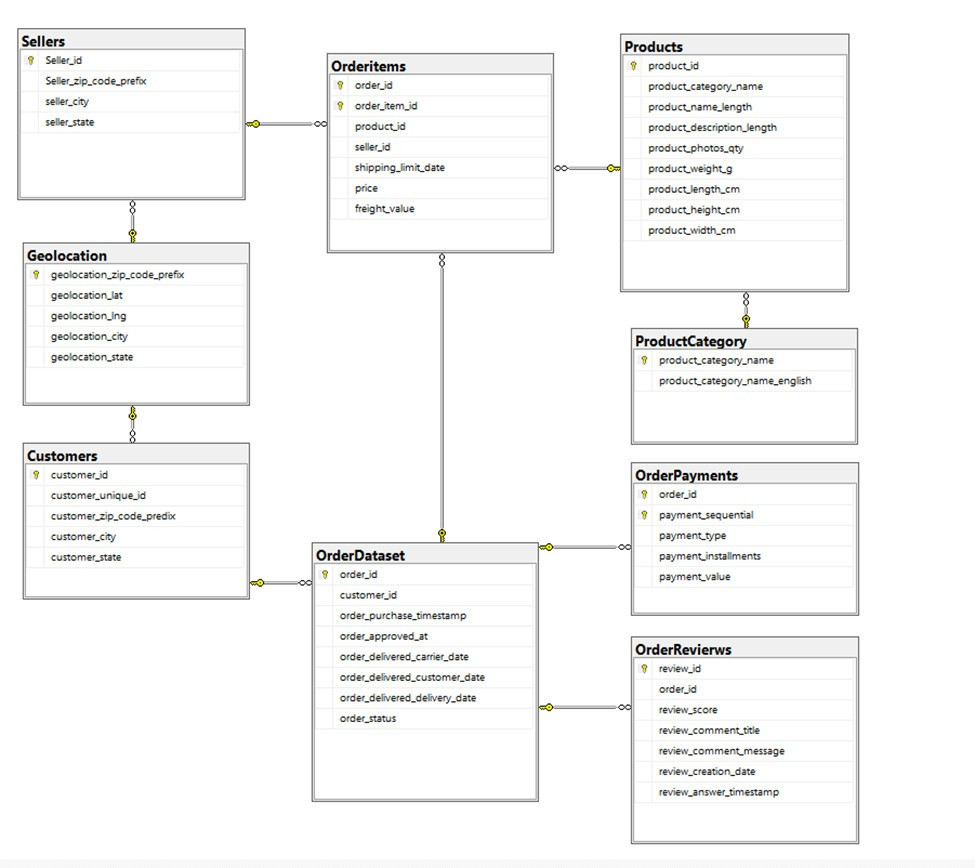 Sellers
Seller_id
Seller_zip_code_prefix
seller_city
seller_state
Orderitems
order_id
order_item_id
product_id
seller_id
shipping_limit_date
price
freight_value
Products
product_id
product_category_name
product_name_length
product_description_length
product_photos_qty
product_weight_g
product_length_cm
product_height_cm
product_width_cm
Geolocation
geolocation_zip_code_prefix
geolocation_lat
geolocation_lng
geolocation_city
geolocation_state
ProductCategory
product_category_name
product_category_name_english
Customers
customer_id
customer_unique_id
customer_zip_code_predix
customer_city
customer_state
OrderPayments
order_id
payment_sequential
payment_type
payment_installments
payment_value
OrderDataset
order_id
customer_id
order_purchase_timestamp
order_approved_at
order_delivered_carrier_date
order_delivered_customer_date
order_delivered_delivery_date
order_status
OrderRevierws
review_id
order_id
review_score
review_comment_title
review_comment_message
review_creation_date
review_answer_timestamp